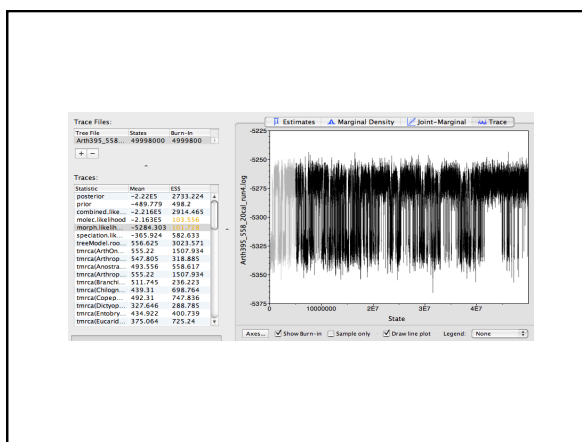 Trace Files:
Tree File States Burn-In
Arth395_558... 49998000 4999800
+ −
Traces:
Statistic Mean ESS
posterior −2.22E5 2733.224
prior −489.779 498.2
combined.like... −2.216E5 2914.465
molec.likelihood −2.163E5 103.556
morph.likelih... −5284.303 101.728
speciation.lik... −365.924 582.633
treeModel.roo... 556.625 3023.571
tmrca(ArthOn... 555.22 1507.934
tmrca(Arthrop... 547.805 318.885
tmrca(Anostra... 493.556 558.617
tmrca(Arthrop... 555.22 1507.934
tmrca(Branchi... 511.745 236.223
tmrca(Chilogn... 439.31 698.764
tmrca(Copep... 492.31 747.836
tmrca(Dictyop... 327.646 288.785
tmrca(Entobry... 434.922 400.739
tmrca(Eucarid... 375.064 725.24
Estimates Marginal Density Joint-Marginal Trace
Arth395_558_20cal_run4.log
-5225
-5250
-5275
-5300
-5325
-5350
-5375
0 10000000 2E7 3E7 4E7
State
Axes... Show Burn-in Sample only Draw line plot Legend: None